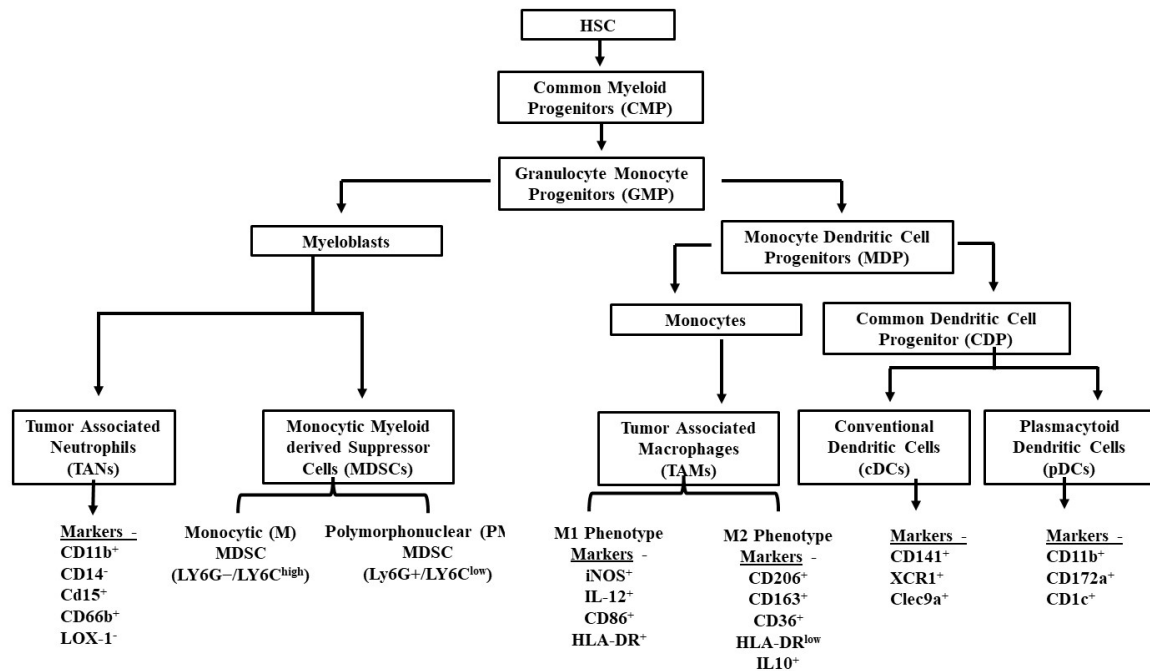 HSC
Common Myeloid
Progenitors (CMP)
Granulocyte Monocyte
Progenitors (GMP)
Myeloblasts
Monocyte Dendritic Cell
Progenitors (MDP)
Monocytes
Common Dendritic Cell
Progenitor (CDP)
Tumor Associated
Neutrophils
(TANs)
Monocytic Myeloid
derived Suppressor
Cells (MDSCs)
Tumor Associated
Macrophages
(TAMs)
Conventional
Dendritic Cells
(cDCs)
Plasmacytoid
Dendritic Cells
(pDCs)
Markers -
CD11b⁺
CD14⁻
Cd15⁺
CD66b⁺
LOX-1⁻
Monocytic (M)
MDSC
(LY6G−/LY6Cʰⁱᵍʰ)
Polymorphonuclear (PM
MDSC
(Ly6G+/LY6Cˡᵒʷ)
M1 Phenotype
Markers -
iNOS⁺
IL-12⁺
CD86⁺
HLA-DR⁺
M2 Phenotype
Markers -
CD206⁺
CD163⁺
CD36⁺
HLA-DRˡᵒʷ
IL10⁺
Markers -
CD141⁺
XCR1⁺
Clec9a⁺
Markers -
CD11b⁺
CD172a⁺
CD1c⁺